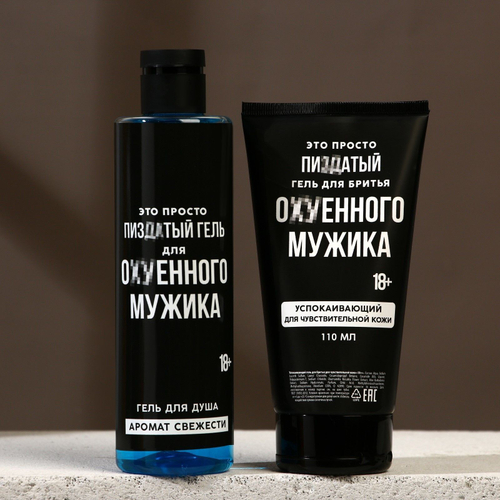 ЭТО ПРОСТО
ПИЗДАТЫЙ ГЕЛЬ
ДЛЯ
ОХУЕННОГО
МУЖИКА
18+
ГЕЛЬ ДЛЯ ДУША
АРОМАТ СВЕЖЕСТИ
ЭТО ПРОСТО
ПИЗДАТЫЙ
ГЕЛЬ ДЛЯ БРИТЬЯ
ОХУЕННОГО
МУЖИКА
18+
УСПОКАИВАЮЩИЙ
ДЛЯ ЧУВСТВИТЕЛЬНОЙ КОЖИ
110 МЛ
EAC